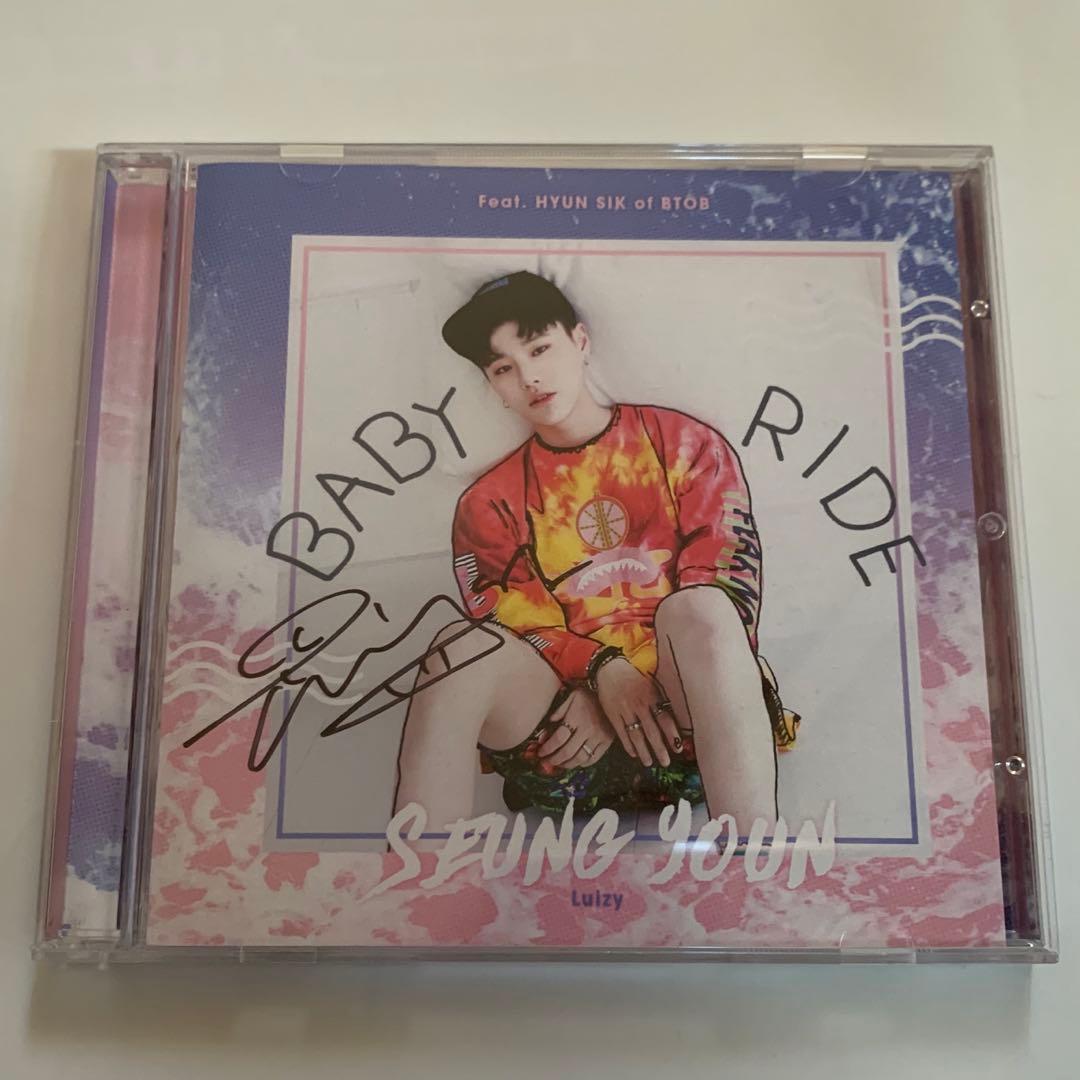 Feat. HYUN SIK of BTOB
BABY RIDE
SEUNG YOUN
Luizy